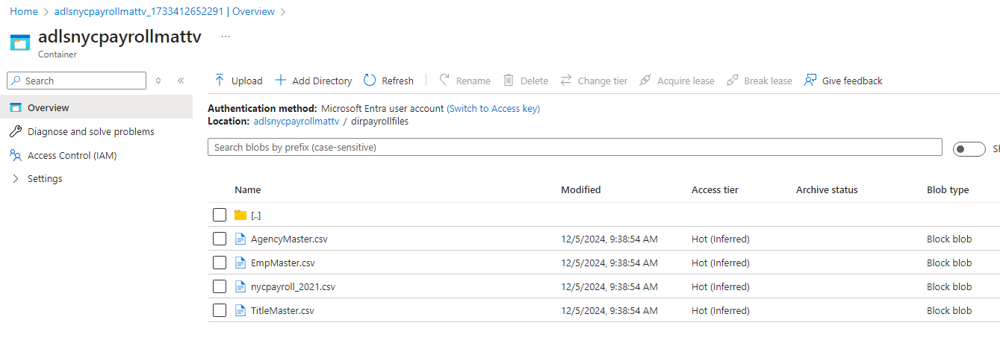 Home > adlsnycpayrollmattv_1733412652291 | Overview >
adlsnycpayrollmattv ...
Container
Search
Overview
Diagnose and solve problems
Access Control (IAM)
Settings
Upload Add Directory Refresh Rename Delete Change tier Acquire lease Break lease Give feedback
Authentication method: Microsoft Entra user account (Switch to Access key)
Location: adlsnycpayrollmattv / dirpayrollfiles
Search blobs by prefix (case-sensitive)
Name Modified Access tier Archive status Blob type
[..]
AgencyMaster.csv 12/5/2024, 9:38:54 AM Hot (Inferred) Block blob
EmpMaster.csv 12/5/2024, 9:38:54 AM Hot (Inferred) Block blob
nycpayroll_2021.csv 12/5/2024, 9:38:54 AM Hot (Inferred) Block blob
TitleMaster.csv 12/5/2024, 9:38:54 AM Hot (Inferred) Block blob